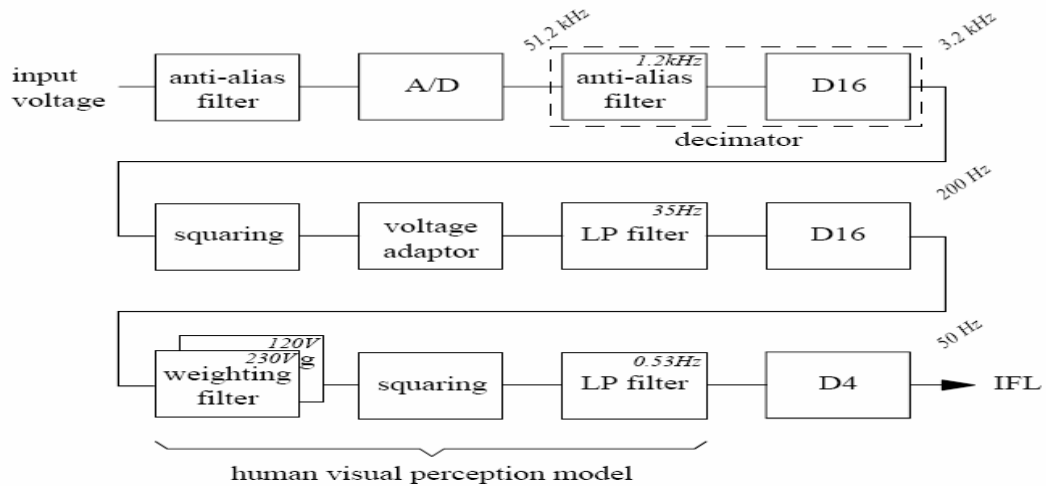 51.2 kHz
3.2 kHz
input
voltage
anti-alias
filter
A/D
1.2kHz
anti-alias
filter
D16
decimator
200 Hz
squaring
voltage
adaptor
35Hz
LP filter
D16
50 Hz
120V
g
230V
weighting
filter
squaring
0.53Hz
LP filter
D4
IFL
human visual perception model